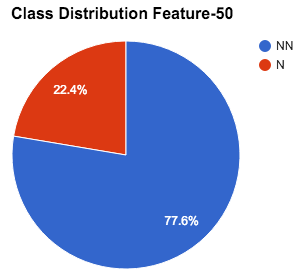 Class Distribution Feature-50
NN
N
22.4%
77.6%